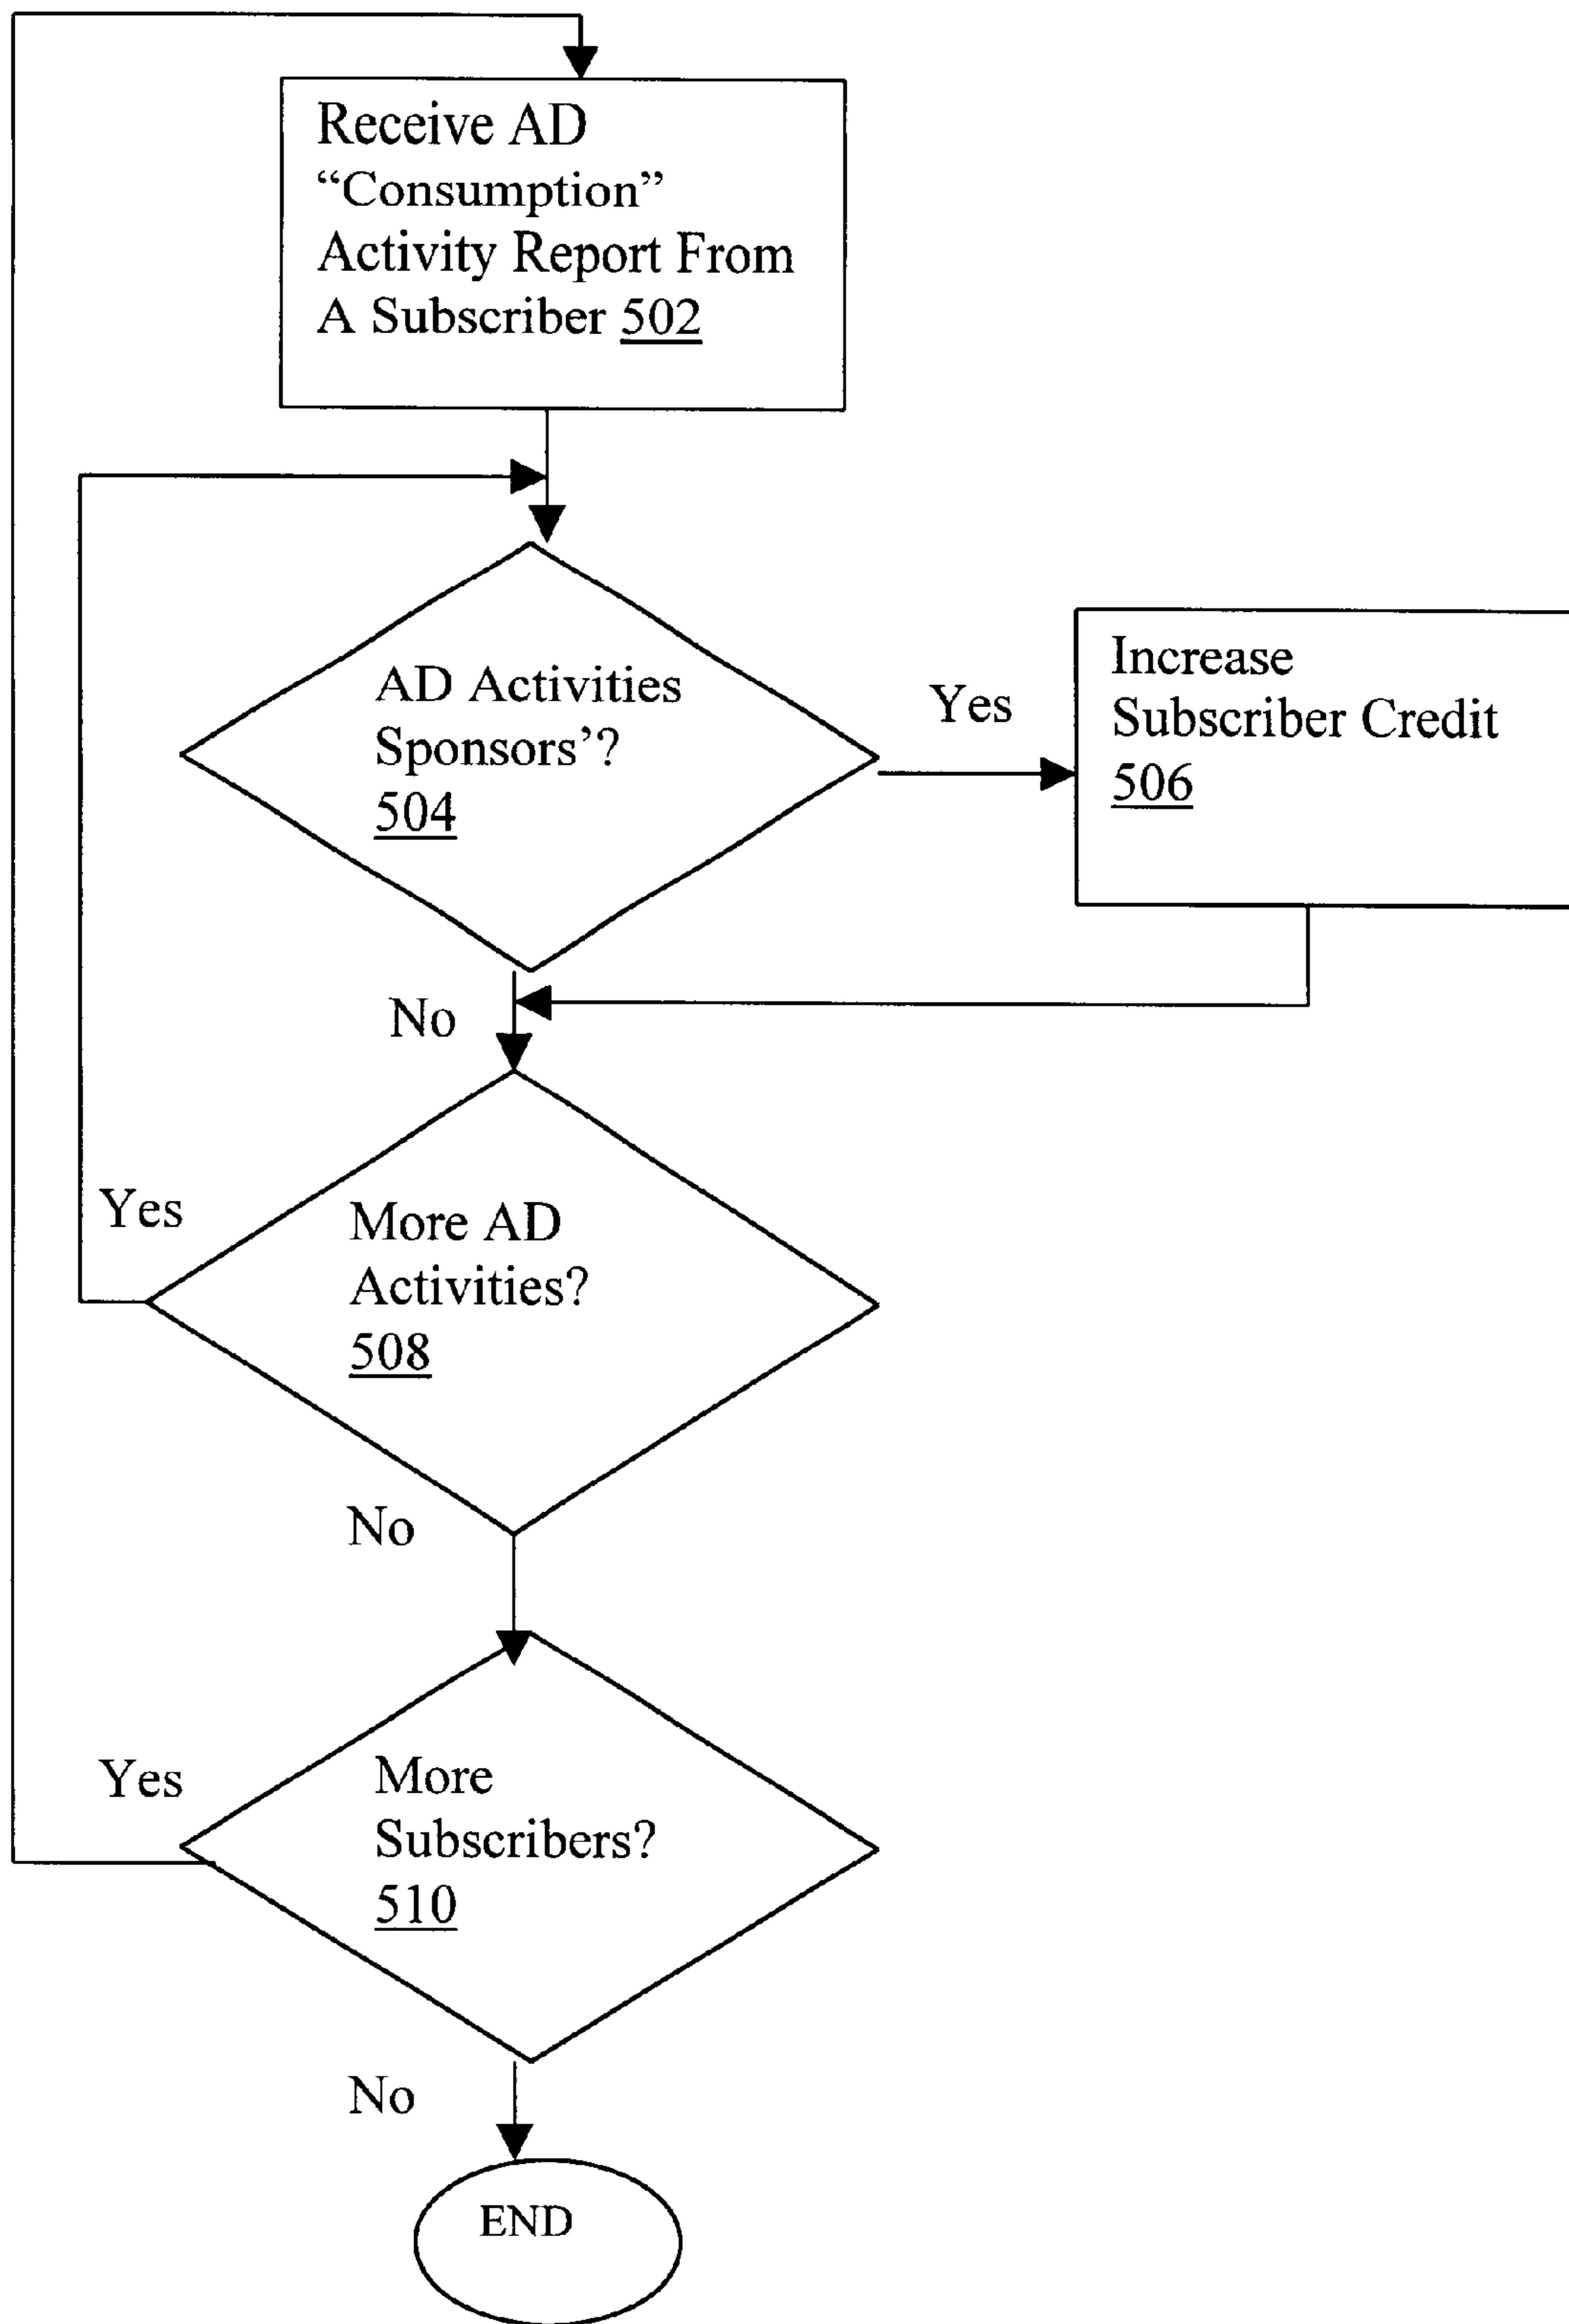 Receive AD
“Consumption”
Activity Report From
A Subscriber 502
AD Activities
Sponsors’?
504
Yes
Increase
Subscriber Credit
506
No
Yes
More AD
Activities?
508
No
Yes
More
Subscribers?
510
No
END